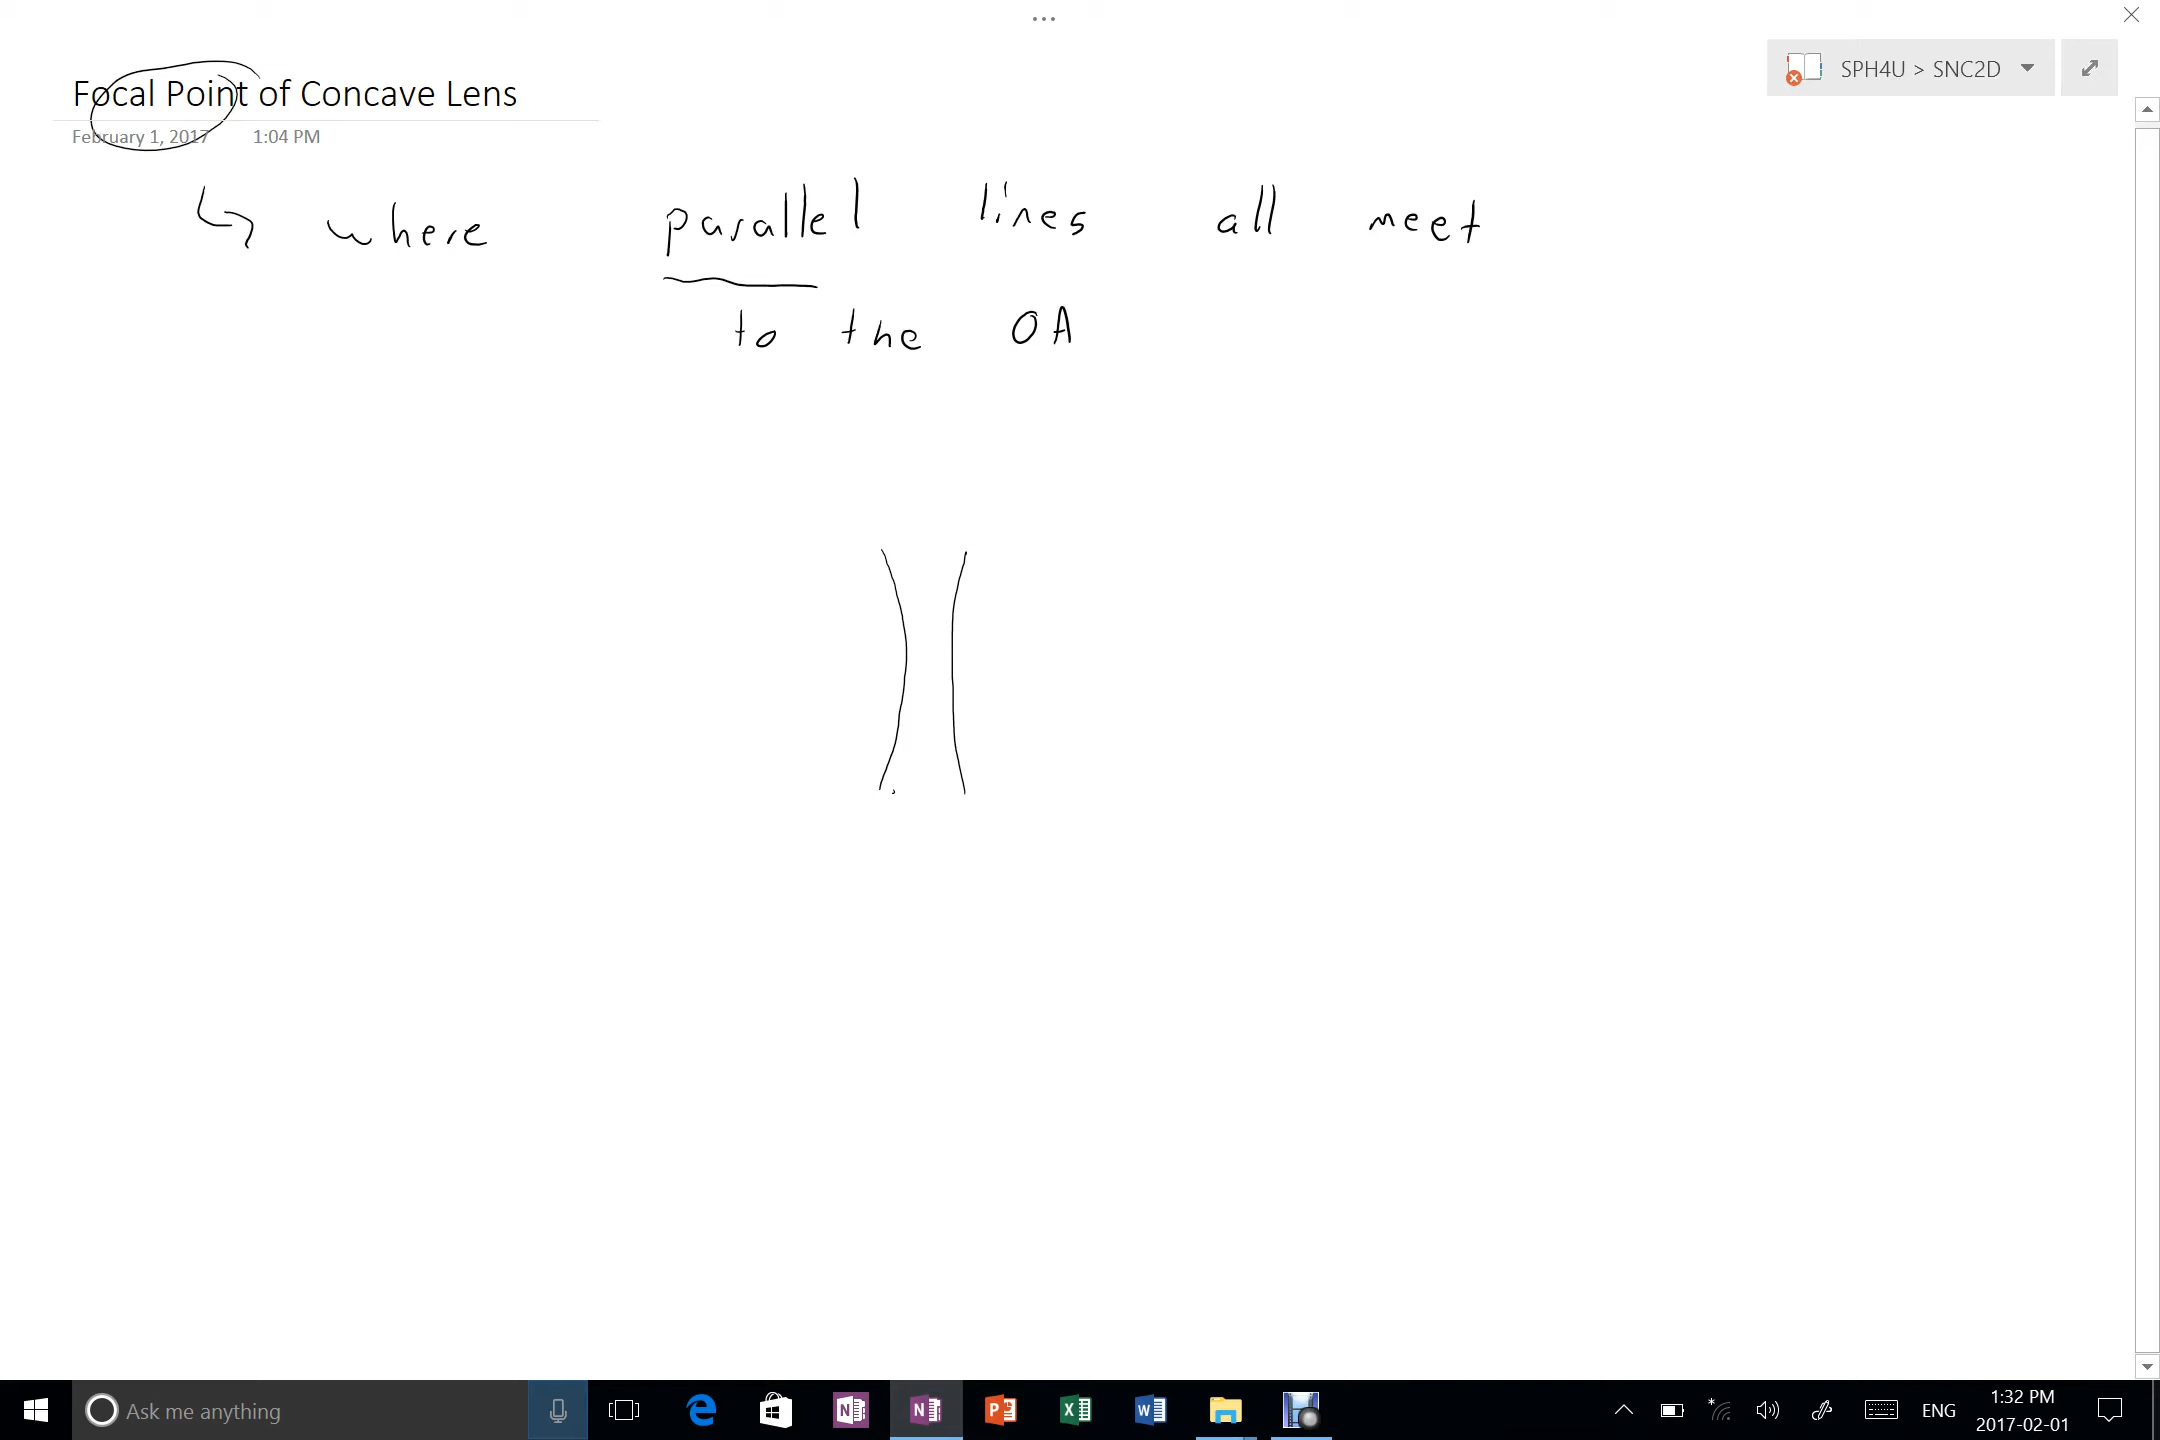 ...
SPH4U > SNC2D
Focal Point of Concave Lens
February 1, 2017 1:04 PM
where parallel lines all meet
to the OA
Ask me anything
ENG
1:32 PM
2017-02-01